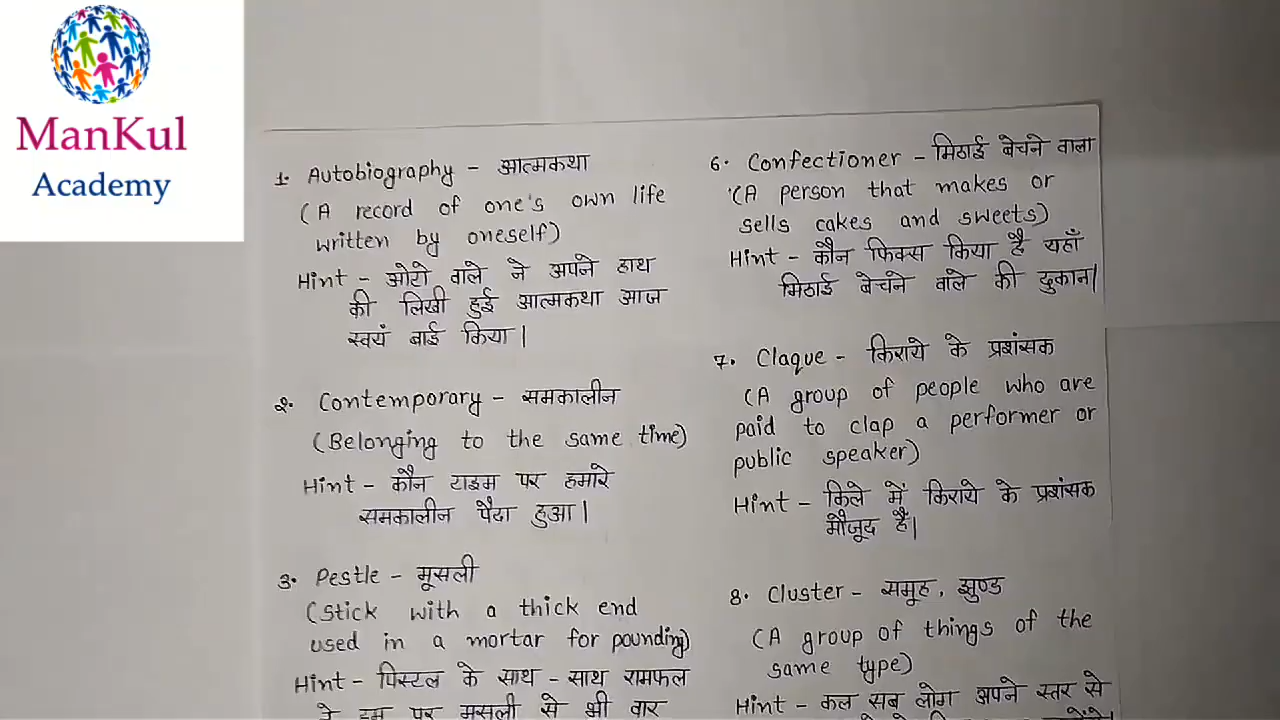 ManKul
Academy
1. Autobiography - आत्मकथा
(A record of one's own life
written by oneself)
Hint - ओटो वाले ने अपने हाथ
की लिखी हुई आत्मकथा आज
स्वयं बाई किया।
2. Contemporary - समकालीन
(Belonging to the same time)
Hint - कौन टाइम पर हमारे
समकालीन पैदा हुआ।
3. Pestle - मूसली
(Stick with a thick end
used in a mortar for pounding)
Hint - पिस्टल के साथ - साथ रामफल
ने हम पर मूसली से भी वार
6. Confectioner - मिठाई बेचने वाला
(A person that makes or
sells cakes and sweets)
Hint - कौन फिक्स किया है यहाँ
मिठाई बेचने वाले की दुकान।
7. Claque - किराये के प्रशंसक
(A group of people who are
paid to clap a performer or
public speaker)
Hint - किले में किराये के प्रशंसक
मौजूद हैं।
8. Cluster - समूह, झुण्ड
(A group of things of the
same type)
Hint - कल सब लोग अपने स्तर से